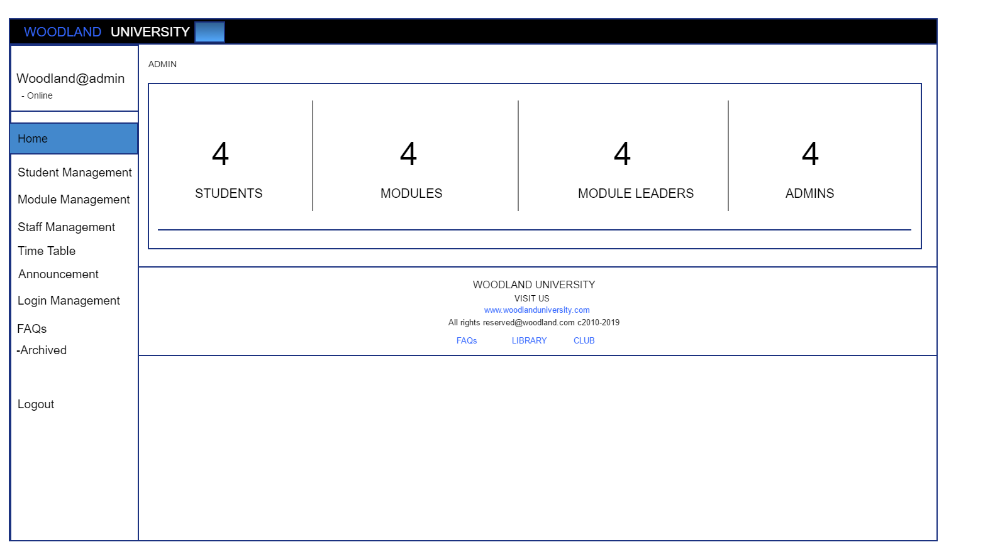 WOODLAND UNIVERSITY
Woodland@admin
- Online
Home
Student Management
Module Management
Staff Management
Time Table
Announcement
Login Management
FAQs
-Archived
Logout
ADMIN
4 4 4 4
STUDENTS MODULES MODULE LEADERS ADMINS
WOODLAND UNIVERSITY
VISIT US
www.woodlanduniversity.com
All rights reserved@woodland.com c2010-2019
FAQs LIBRARY CLUB